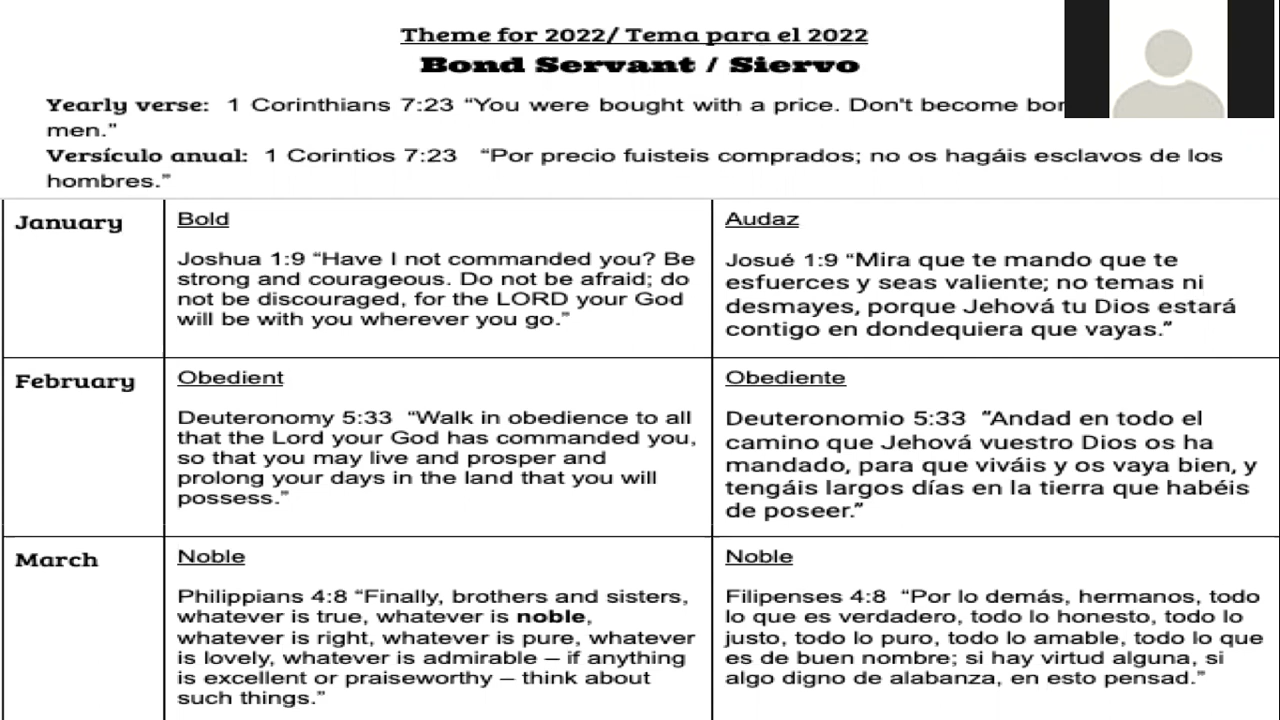 Theme for 2022/ Tema para el 2022
Bond Servant / Siervo
Yearly verse: 1 Corinthians 7:23 “You were bought with a price. Don't become
men.”
Versículo anual: 1 Corintios 7:23 “Por precio fuisteis comprados; no os hagáis esclavos de los
hombres.”
January
Bold
Joshua 1:9 “Have I not commanded you? Be
strong and courageous. Do not be afraid; do
not be discouraged, for the LORD your God
will be with you wherever you go.”
Audaz
Josué 1:9 “Mira que te mando que te
esfuerces y seas valiente; no temas ni
desmayes, porque Jehová tu Dios estará
contigo en dondequiera que vayas.”
February
Obedient
Deuteronomy 5:33 “Walk in obedience to all
that the Lord your God has commanded you,
so that you may live and prosper and
prolong your days in the land that you will
possess.”
Obediente
Deuteronomio 5:33 “Andad en todo el
camino que Jehová vuestro Dios os ha
mandado, para que viváis y os vaya bien, y
tengáis largos días en la tierra que habéis
de poseer.”
March
Noble
Philippians 4:8 “Finally, brothers and sisters,
whatever is true, whatever is noble,
whatever is right, whatever is pure, whatever
is lovely, whatever is admirable – if anything
is excellent or praiseworthy – think about
such things.”
Noble
Filipenses 4:8 “Por lo demás, hermanos, todo
lo que es verdadero, todo lo honesto, todo lo
justo, todo lo puro, todo lo amable, todo lo que
es de buen nombre; si hay virtud alguna, si
algo digno de alabanza, en esto pensad.”